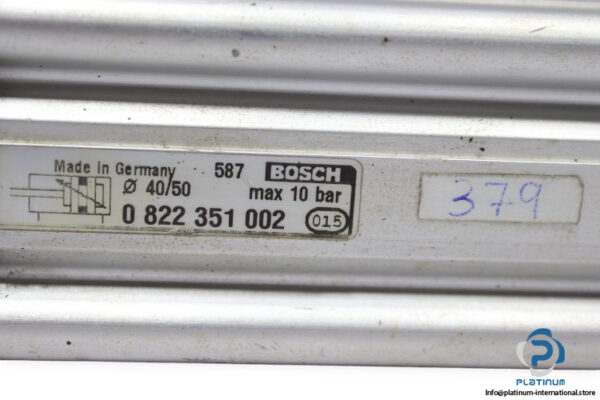 Made in Germany 587 BOSCH
Ø 40/50 max 10 bar
0 822 351 002 015
379
PLATINUM
Info@platinum-international.store